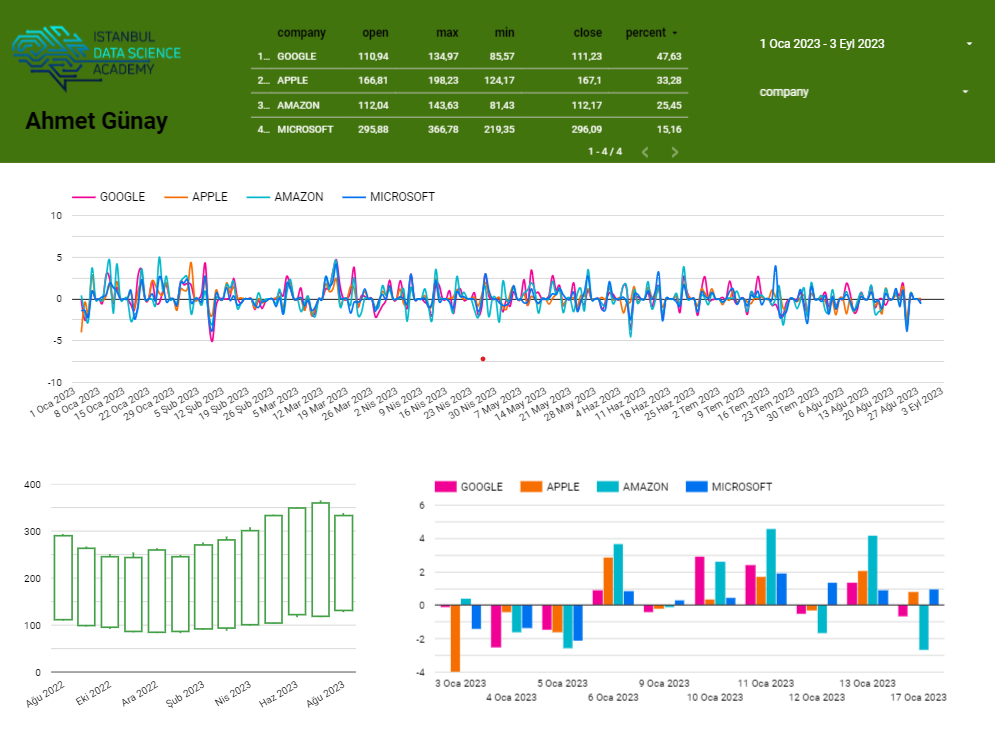 ISTANBUL
DATA SCIENCE
ACADEMY
Ahmet Günay
company open max min close percent
1... GOOGLE 110,94 134,97 85,57 111,23 47,63
2... APPLE 166,81 198,23 124,17 167,1 33,28
3... AMAZON 112,04 143,63 81,43 112,17 25,45
4... MICROSOFT 295,88 366,78 219,35 296,09 15,16
1 - 4 / 4
1 Oca 2023 - 3 Eyl 2023
company
GOOGLE APPLE AMAZON MICROSOFT
10
5
0
-5
-10
1 Oca 2023
8 Oca 2023
15 Oca 2023
22 Oca 2023
29 Oca 2023
5 Şub 2023
12 Şub 2023
19 Şub 2023
26 Şub 2023
5 Mar 2023
12 Mar 2023
19 Mar 2023
26 Mar 2023
2 Nis 2023
9 Nis 2023
16 Nis 2023
23 Nis 2023
30 Nis 2023
7 May 2023
14 May 2023
21 May 2023
28 May 2023
4 Haz 2023
11 Haz 2023
18 Haz 2023
25 Haz 2023
2 Tem 2023
9 Tem 2023
16 Tem 2023
23 Tem 2023
30 Tem 2023
6 Ağu 2023
13 Ağu 2023
20 Ağu 2023
27 Ağu 2023
3 Eyl 2023
400
300
200
100
0
Ağu 2022
Eki 2022
Ara 2022
Şub 2023
Nis 2023
Haz 2023
Ağu 2023
GOOGLE APPLE AMAZON MICROSOFT
6
4
2
0
-2
-4
3 Oca 2023
4 Oca 2023
5 Oca 2023
6 Oca 2023
9 Oca 2023
10 Oca 2023
11 Oca 2023
12 Oca 2023
13 Oca 2023
17 Oca 2023